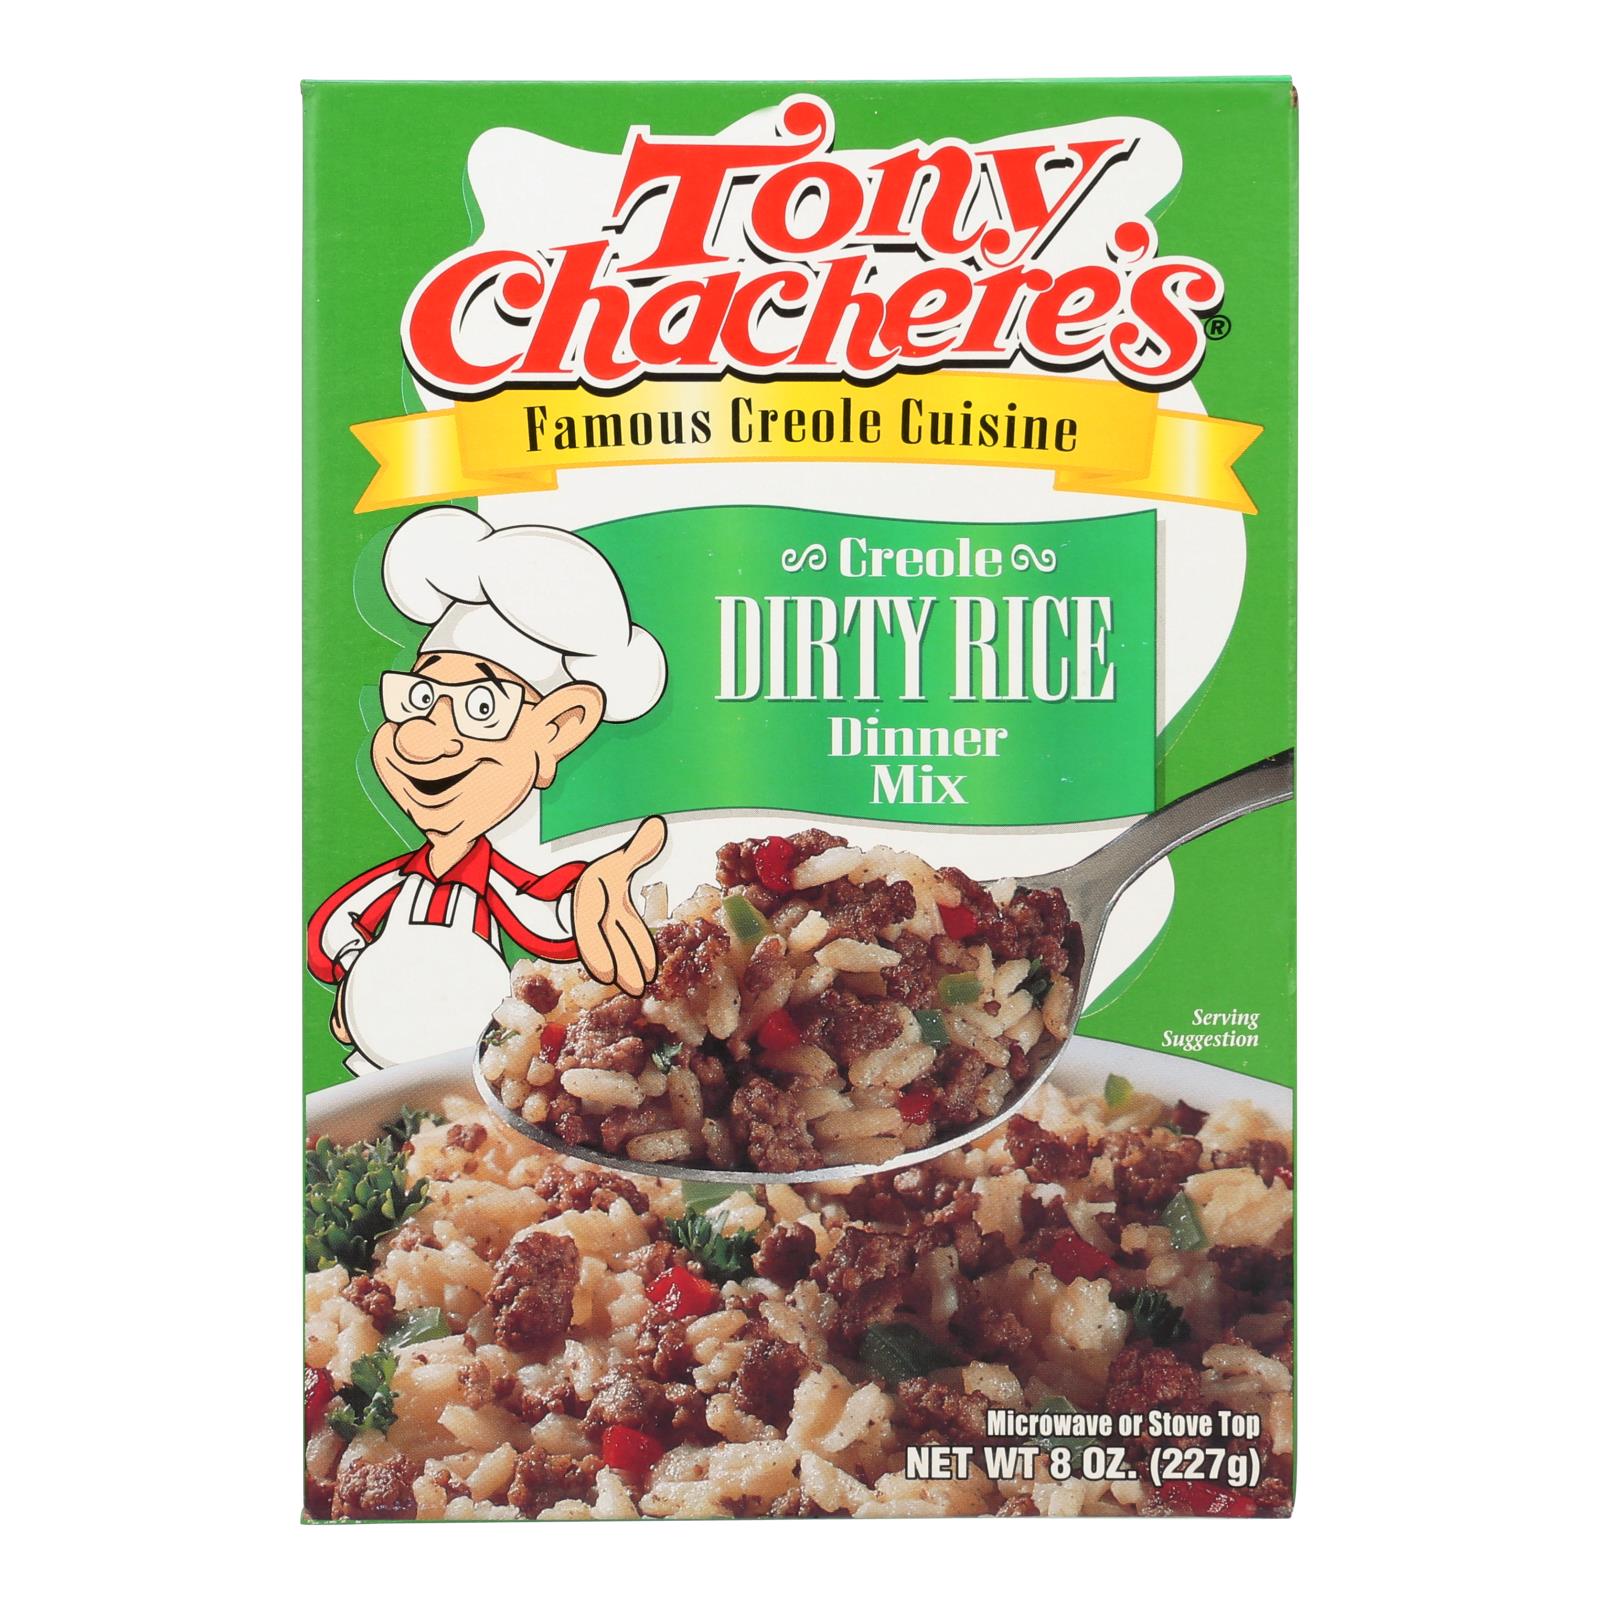 Tony
Chachere's®
Famous Creole Cuisine
Creole
DIRTY RICE
Dinner
Mix
Serving
Suggestion
Microwave or Stove Top
NET WT 8 OZ. (227g)